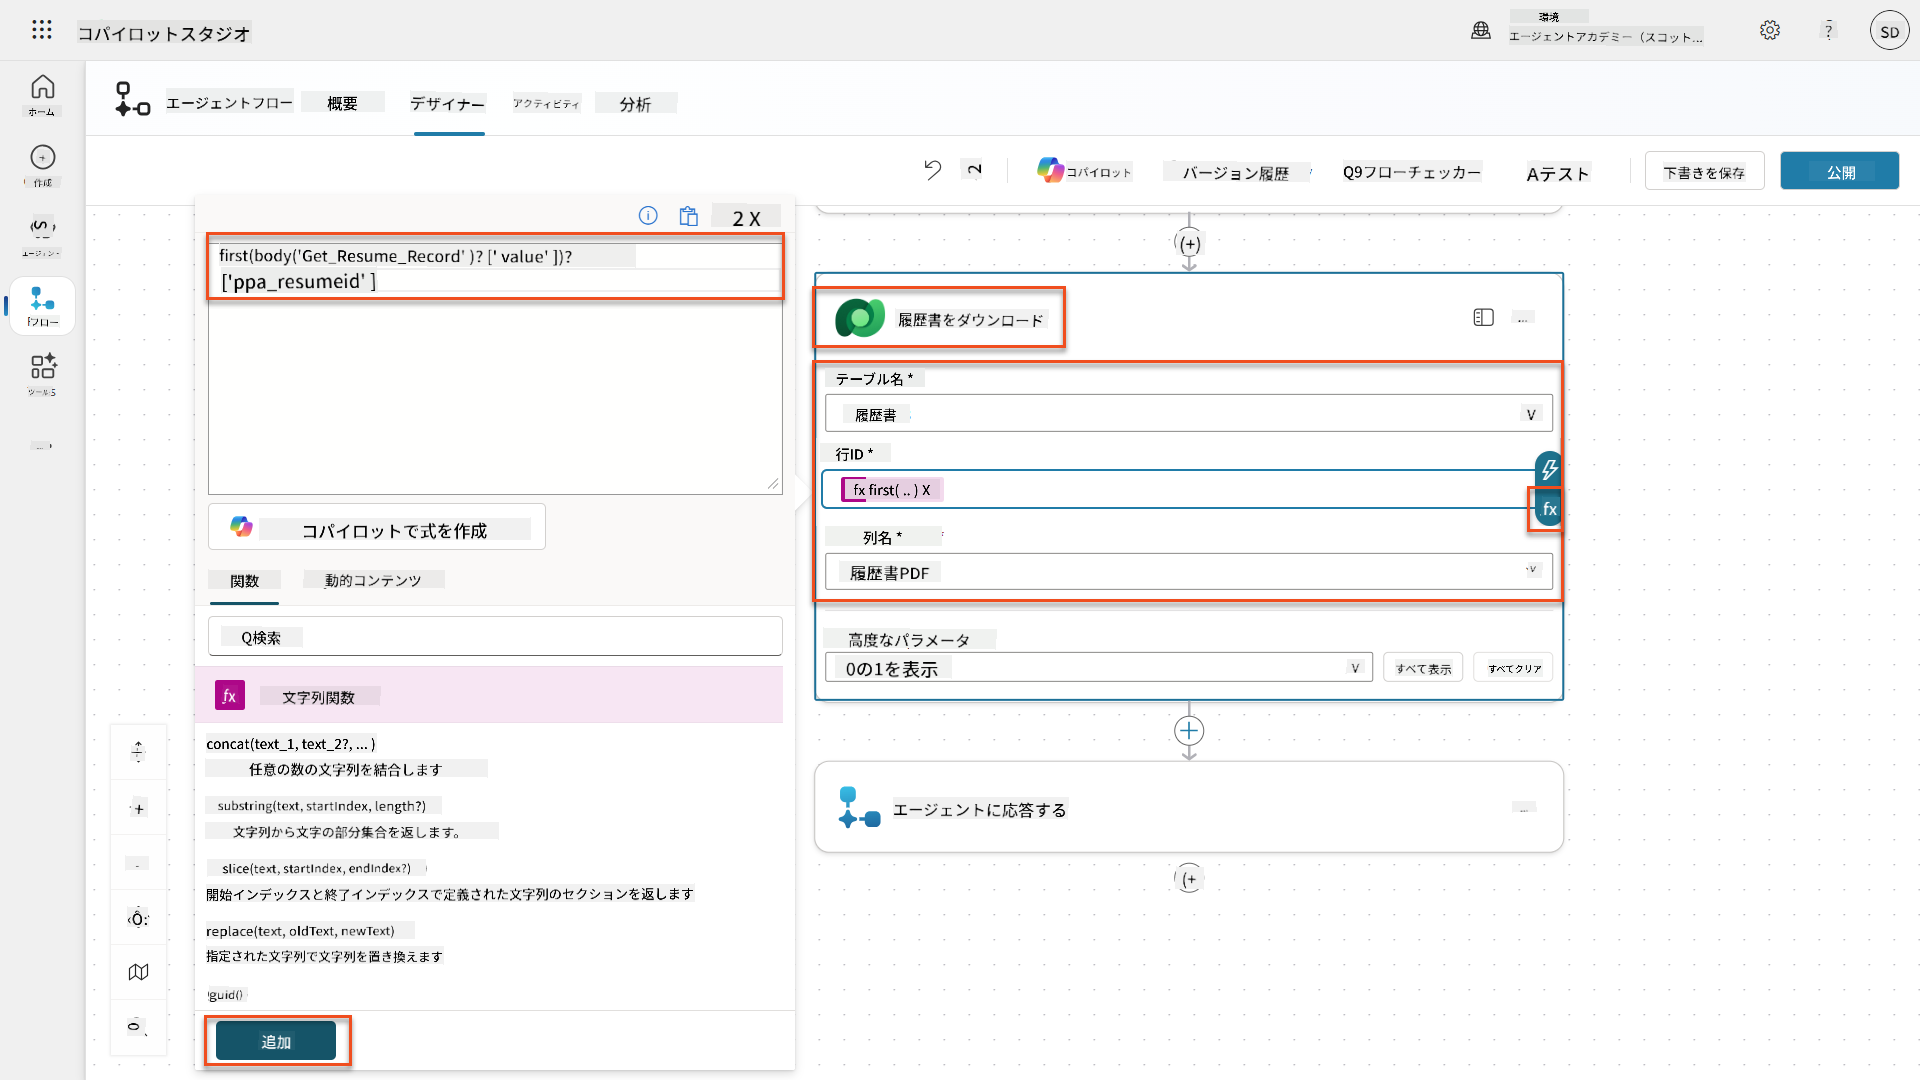 コパイロットスタジオ
環境
エージェントアカデミー（スコット...
?
SD
ホーム
作成
エージェント
フロー
エージェントフロー
概要
デザイナー
アクティビティ
分析
コパイロット
バージョン履歴
Q9フローチェッカー
Aテスト
下書きを保存
公開
2 X
first(body('Get_Resume_Record' )? [' value' ])?
['ppa_resumeid' ]
コパイロットで式を作成
関数
動的コンテンツ
Q検索
fx
文字列関数
concat(text_1, text_2?, ... )
任意の数の文字列を結合します
substring(text, startIndex, length?)
文字列から文字の部分集合を返します。
slice(text, startIndex, endIndex?)
開始インデックスと終了インデックスで定義された文字列のセクションを返します
replace(text, oldText, newText)
指定された文字列で文字列を置き換えます
guid()
追加
履歴書をダウンロード
...
テーブル名 *
履歴書
V
行ID *
fx first( .. ) X
fx
列名 *
履歴書PDF
V
高度なパラメータ
0の1を表示
V
すべて表示
すべてクリア
エージェントに応答する
...